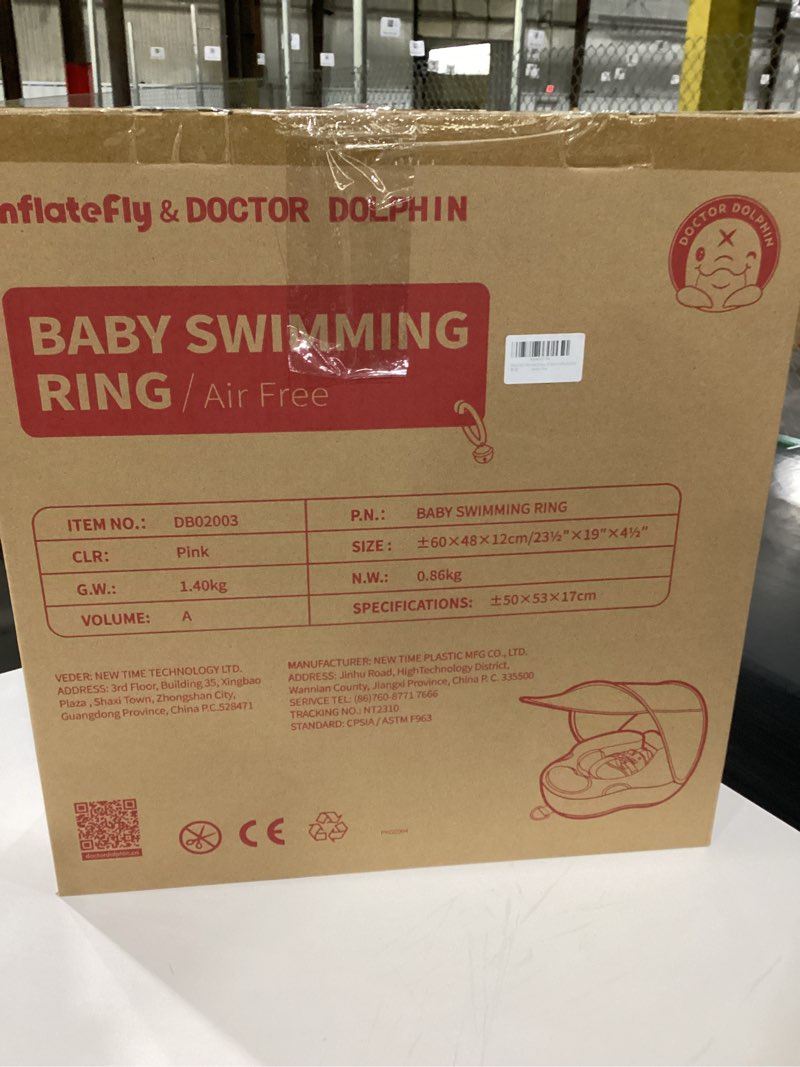 nflateFly & DOCTOR DOLPHIN
DOCTOR DOLPHIN
BABY SWIMMING
RING / Air Free
ITEM NO.: DB02003
P.N.: BABY SWIMMING RING
CLR: Pink
SIZE: ±60×48×12cm/23½"×19"×4½"
G.W.: 1.40kg
N.W.: 0.86kg
VOLUME: A
SPECIFICATIONS: ±50×53×17cm
VEDER: NEW TIME TECHNOLOGY LTD.
ADDRESS: 3rd Floor, Building 35, Xingbao
Plaza , Shaxi Town, Zhongshan City,
Guangdong Province, China P.C.528471
MANUFACTURER: NEW TIME PLASTIC MFG CO., LTD.
ADDRESS: Jinhu Road, HighTechnology District,
Wannian County, Jiangxi Province, China P. C. 335500
SERIVCE TEL: (86)760-8771 7666
TRACKING NO.: NT2310
STANDARD: CPSIA / ASTM F963
doctordolphin.cn
CE